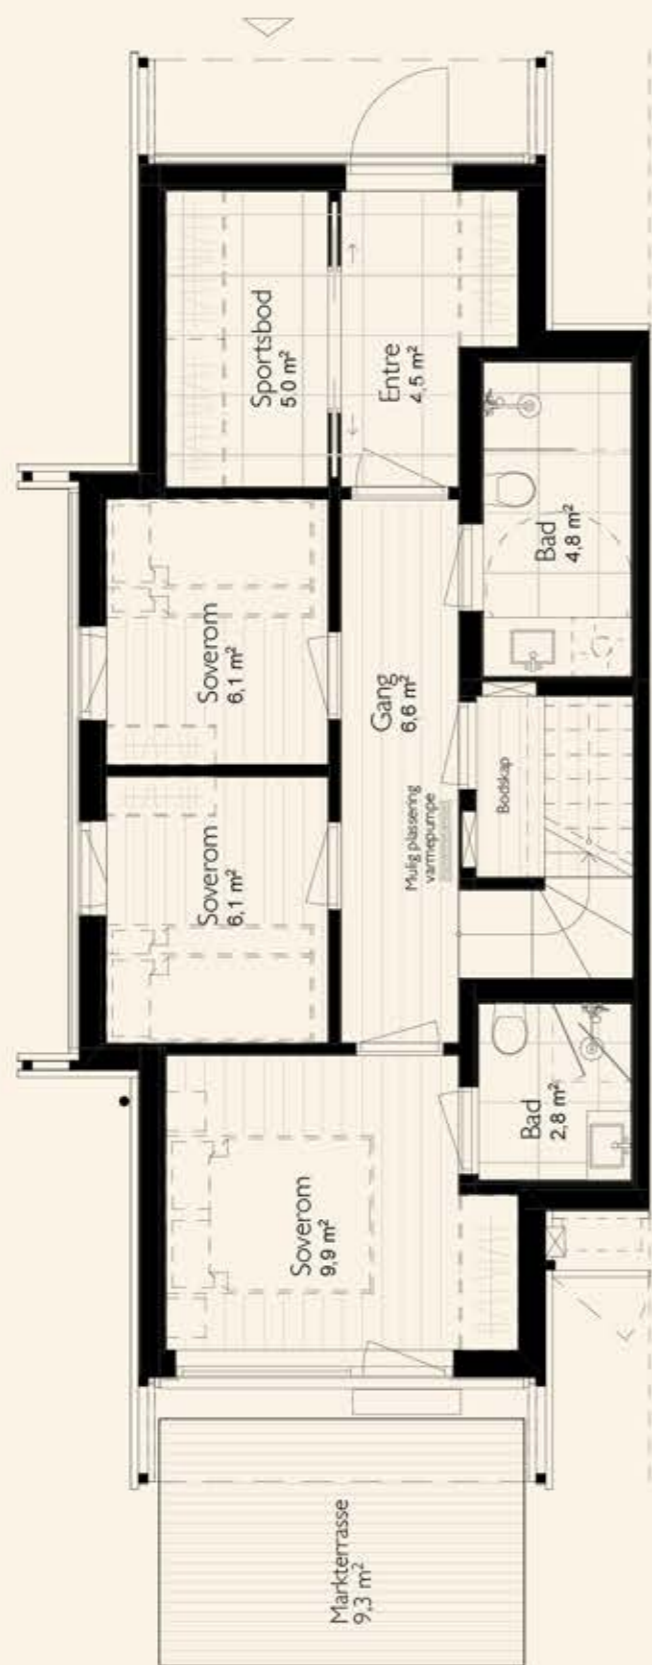 Sportsbod
5,0 m²
Entre
4,5 m²
Bad
4,8 m²
Soverom
6,1 m²
Gang
6,6 m²
Bodskap
Mulig plassering
varmepumpe
Soverom
6,1 m²
Bad
2,8 m²
Soverom
9,9 m²
Markterrasse
9,3 m²